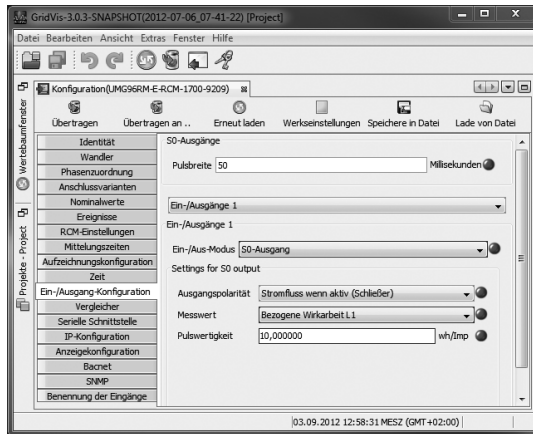 GridVis-3.0.3-SNAPSHOT(2012-07-06_07-41-22) [Project]
Datei Bearbeiten Ansicht Extras Fenster Hilfe
Konfiguration(UMG96RM-E-RCM-1700-9209)
Übertragen
Übertragen an ..
Erneut laden
Werkseinstellungen
Speichere in Datei
Lade von Datei
Wertebaumfenster
Projekte - Projekt
Identität
Wandler
Phasenzuordnung
Anschlussvarianten
Nominalwerte
Ereignisse
RCM-Einstellungen
Mittelungszeiten
Aufzeichnungskonfiguration
Zeit
Ein-/Ausgang-Konfiguration
Vergleicher
Serielle Schnittstelle
IP-Konfiguration
Anzeigekonfiguration
Bacnet
SNMP
Benennung der Eingänge
S0-Ausgänge
Pulsbreite 50 Millisekunden
Ein-/Ausgänge 1
Ein-/Ausgänge 1
Ein-/Aus-Modus S0-Ausgang
Settings for S0 output
Ausgangspolarität Stromfluss wenn aktiv (Schließer)
Messwert Bezogene Wirkarbeit L1
Pulswertigkeit 10,000000 wh/Imp
03.09.2012 12:58:31 MESZ (GMT+02:00)